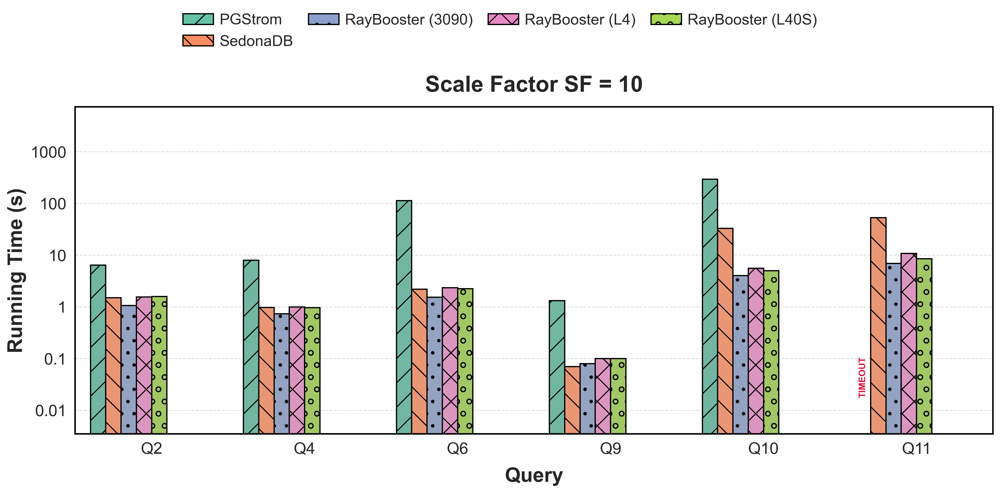 PGStrom RayBooster (3090) RayBooster (L4) RayBooster (L40S)
SedonaDB
Scale Factor SF = 10
Running Time (s)
1000
100
10
1
0.1
0.01
TIMEOUT
Q2 Q4 Q6 Q9 Q10 Q11
Query